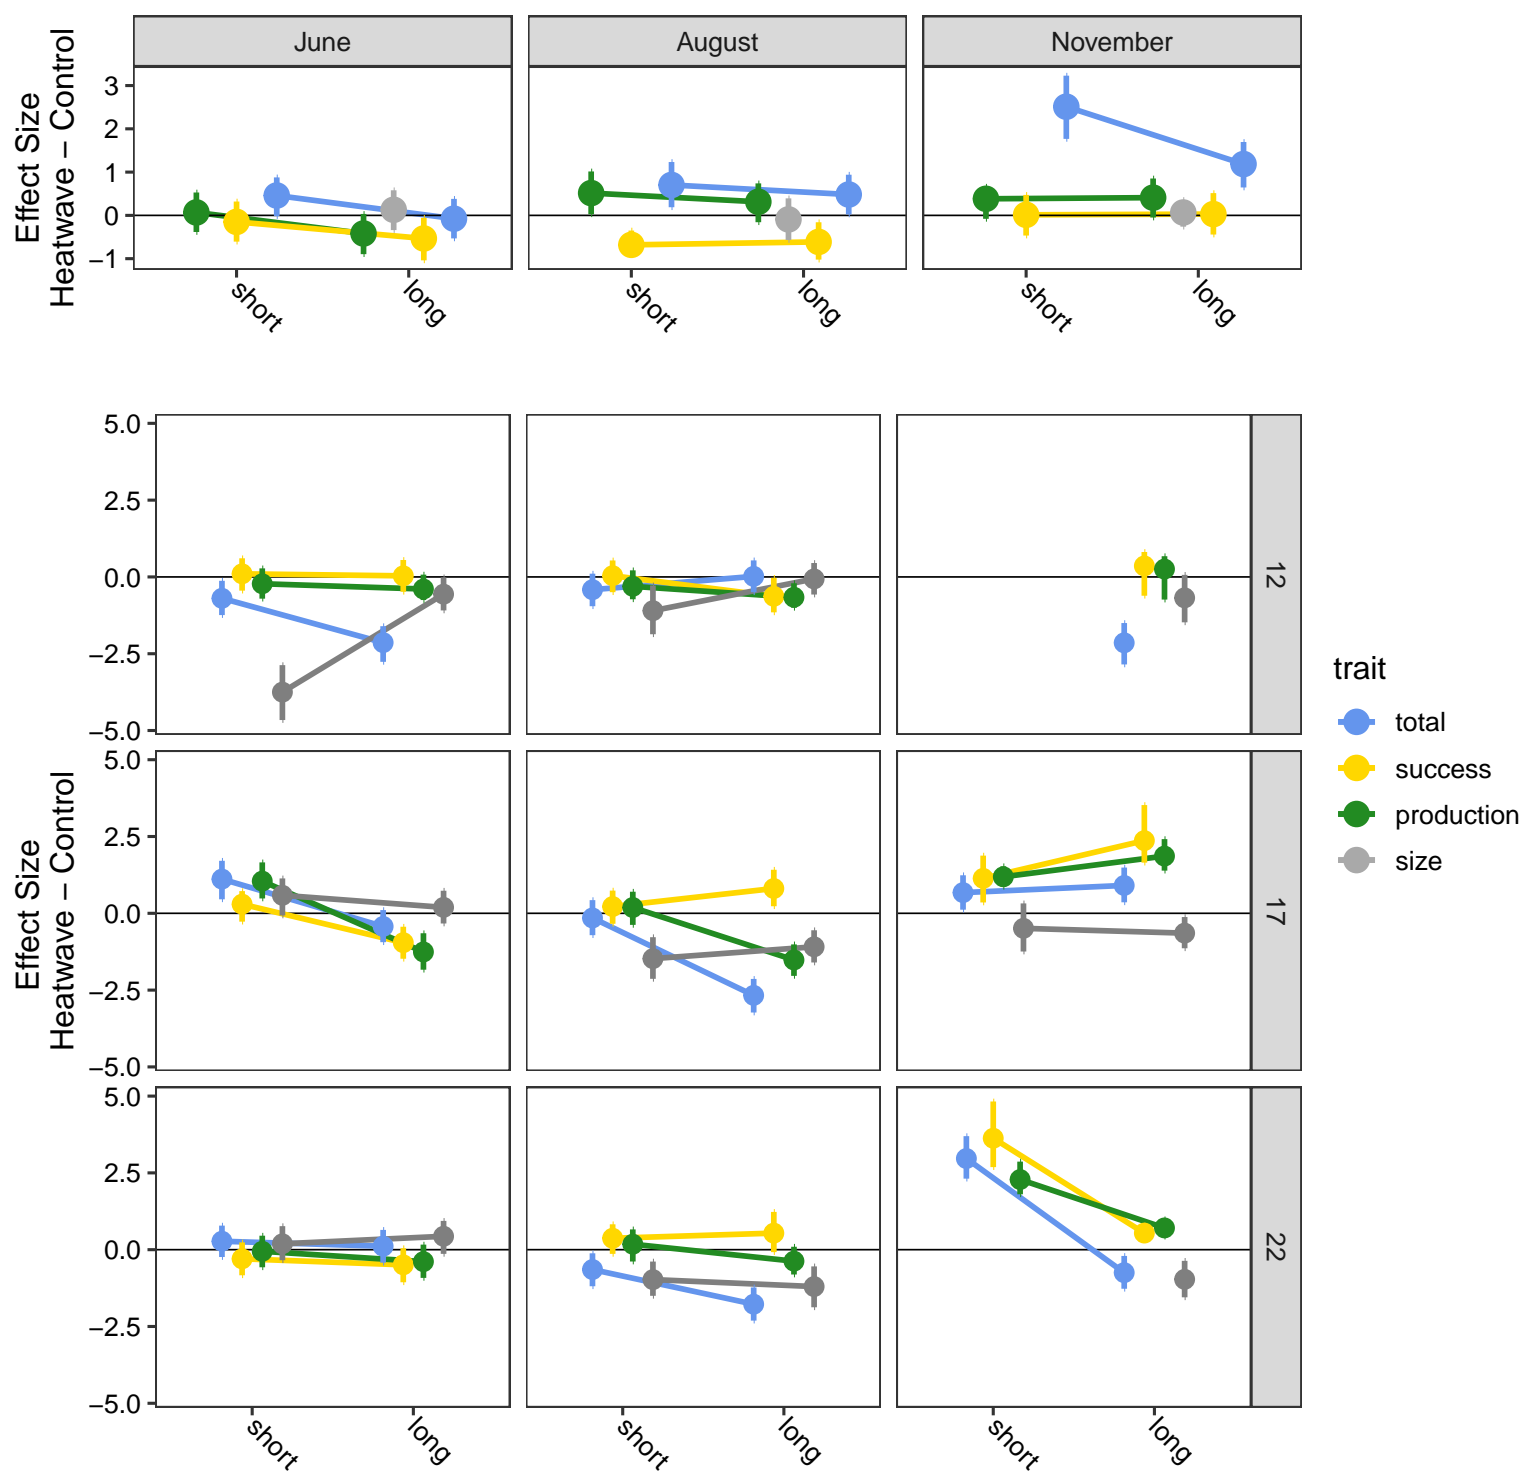 June
August
November
Effect Size
Heatwave – Control
3
2
1
0
−1
short
long
short
long
short
long
5.0
2.5
0.0
−2.5
−5.0
12
5.0
2.5
0.0
−2.5
−5.0
17
Effect Size
Heatwave – Control
5.0
2.5
0.0
−2.5
−5.0
22
short
long
short
long
short
long
trait
total
success
production
size